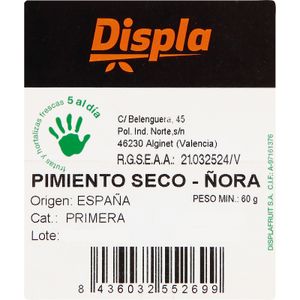 Displa
frutas y hortalizas frescas 5 al día
C/ Belenguera, 45
Pol. Ind. Norte,s/n
46230 Alginet (Valencia)
R.G.S.E.A.A.: 21.032524/V
DISPLAFRUIT S.A. C.I.F. A-97161376
PIMIENTO SECO - ÑORA
Origen: ESPAÑA
PESO MIN.: 60 g
Cat.: PRIMERA
Lote:
8 436032 552699